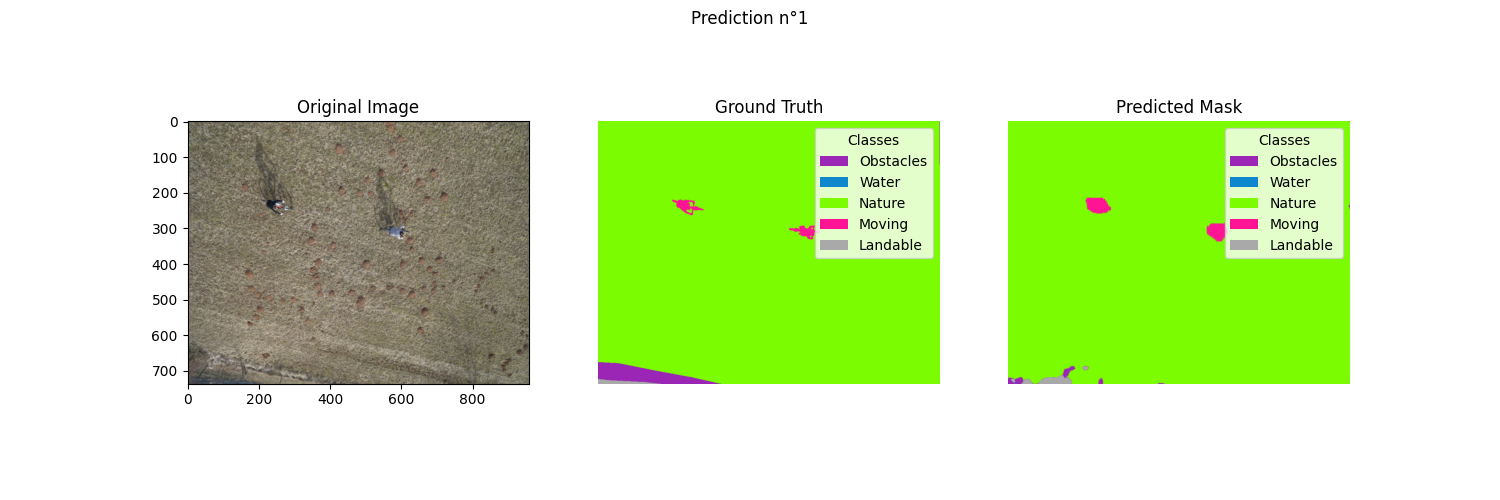 Prediction n°1
Original Image
0
100
200
300
400
500
600
700
0 200 400 600 800
Ground Truth
Classes
Obstacles
Water
Nature
Moving
Landable
Predicted Mask
Classes
Obstacles
Water
Nature
Moving
Landable